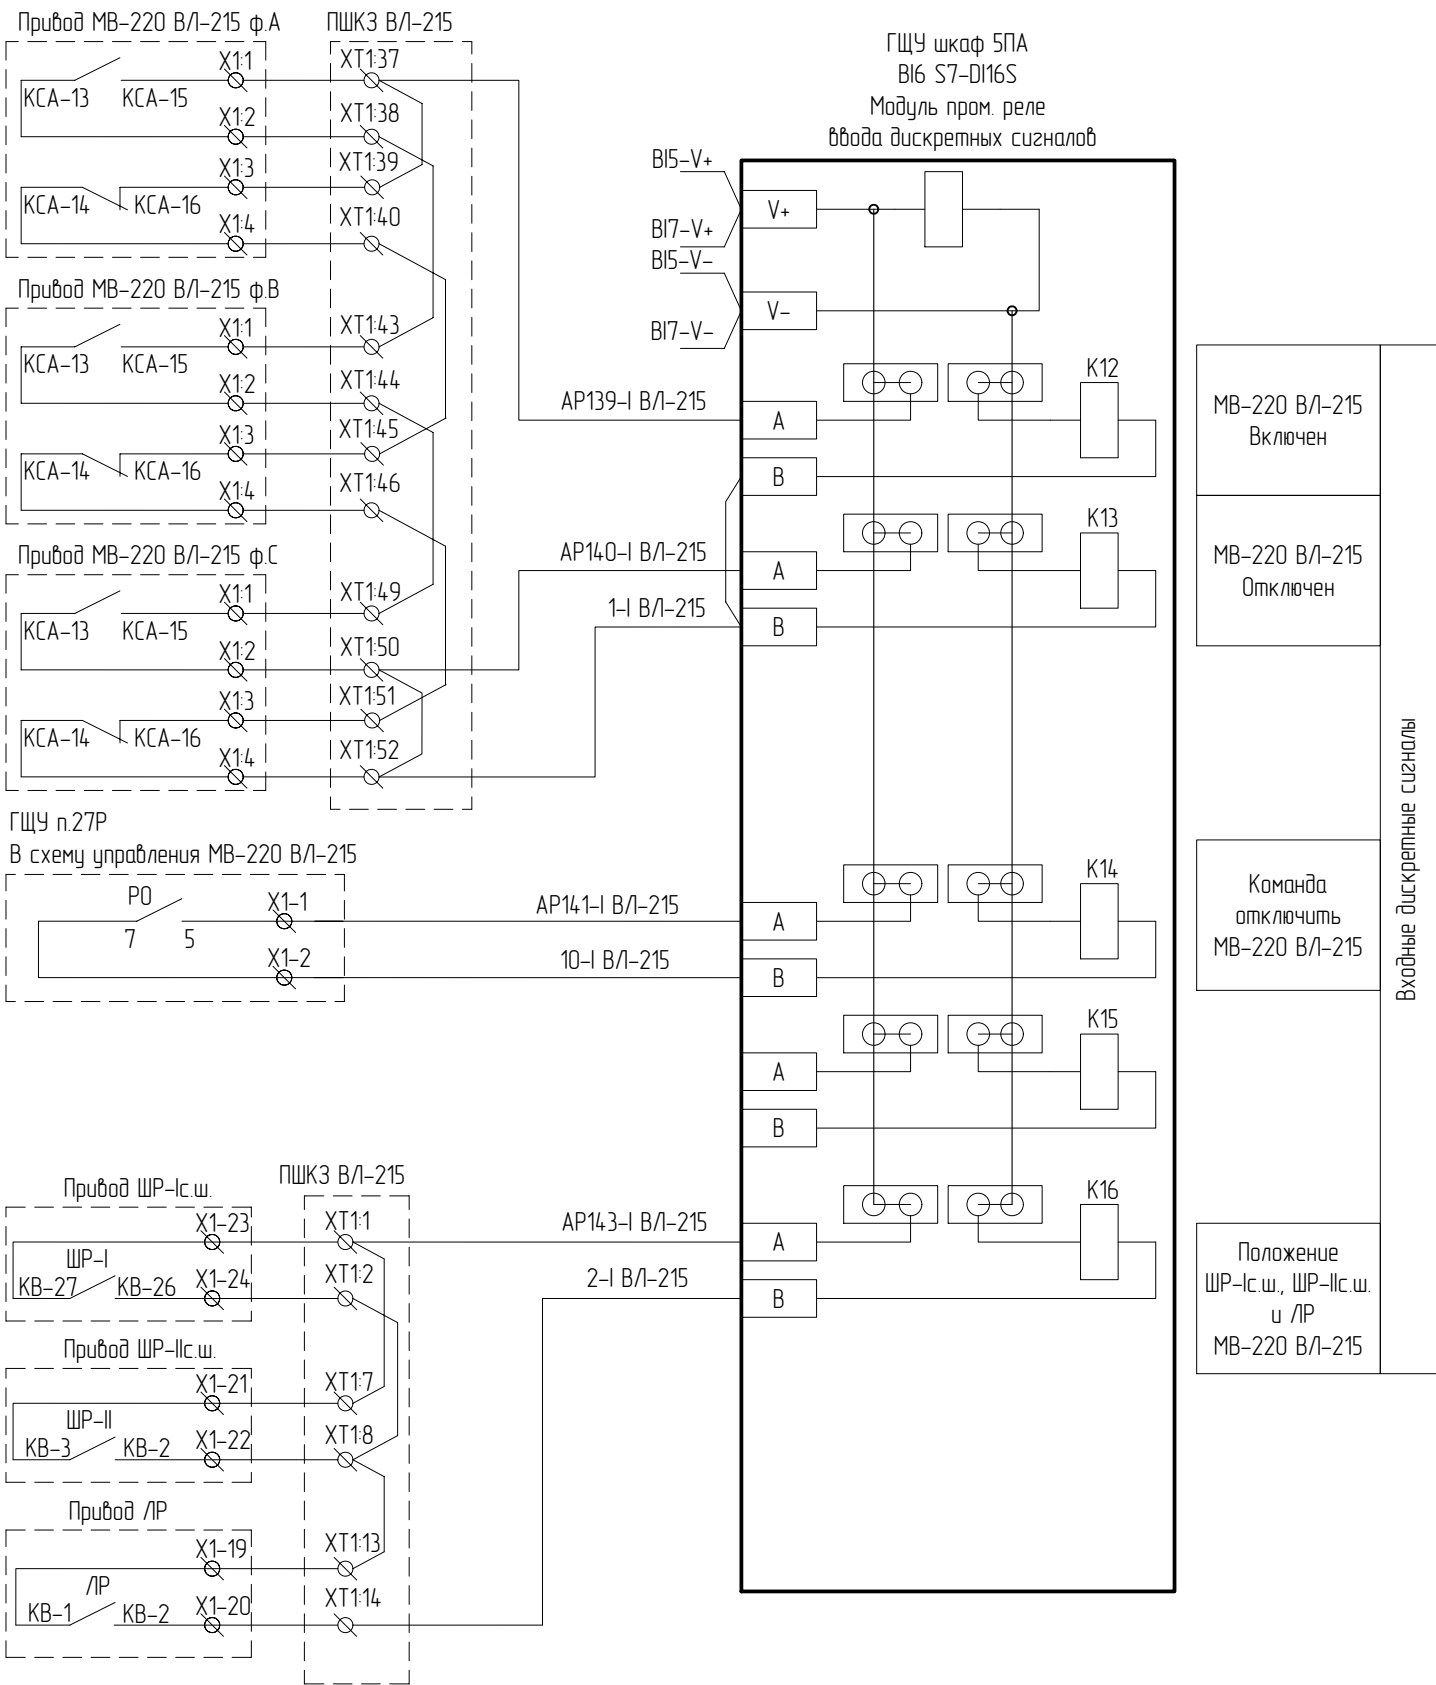 Привод МВ-220 ВЛ-215 ф.А
ПШКЗ ВЛ-215
КСА-13
КСА-15
X1:1
X1:2
КСА-14
КСА-16
X1:3
X1:4
XT1:37
XT1:38
XT1:39
XT1:40
Привод МВ-220 ВЛ-215 ф.В
КСА-13
КСА-15
X1:1
X1:2
КСА-14
КСА-16
X1:3
X1:4
XT1:43
XT1:44
XT1:45
XT1:46
Привод МВ-220 ВЛ-215 ф.С
КСА-13
КСА-15
X1:1
X1:2
КСА-14
КСА-16
X1:3
X1:4
XT1:49
XT1:50
XT1:51
XT1:52
ГЩУ п.27Р
В схему управления МВ-220 ВЛ-215
РО
7
5
X1-1
X1-2
Привод ШР-Iс.ш.
ПШКЗ ВЛ-215
ШР-I
КВ-27
КВ-26
X1-23
X1-24
XT1:1
XT1:2
Привод ШР-IIс.ш.
ШР-II
КВ-3
КВ-2
X1-21
X1-22
XT1:7
XT1:8
Привод ЛР
ЛР
КВ-1
КВ-2
X1-19
X1-20
XT1:13
XT1:14
АР139-I ВЛ-215
АР140-I ВЛ-215
1-I ВЛ-215
АР141-I ВЛ-215
10-I ВЛ-215
АР143-I ВЛ-215
2-I ВЛ-215
ГЩУ шкаф 5ПА
BI6 S7-DI16S
Модуль пром. реле
ввода дискретных сигналов
BI5-V+
BI7-V+
BI5-V-
BI7-V-
V+
V-
A
B
K12
A
B
K13
A
B
K14
A
B
K15
A
B
K16
МВ-220 ВЛ-215
Включен
МВ-220 ВЛ-215
Отключен
Команда
отключить
МВ-220 ВЛ-215
Положение
ШР-Iс.ш., ШР-IIс.ш.
и ЛР
МВ-220 ВЛ-215
Входные дискретные сигналы